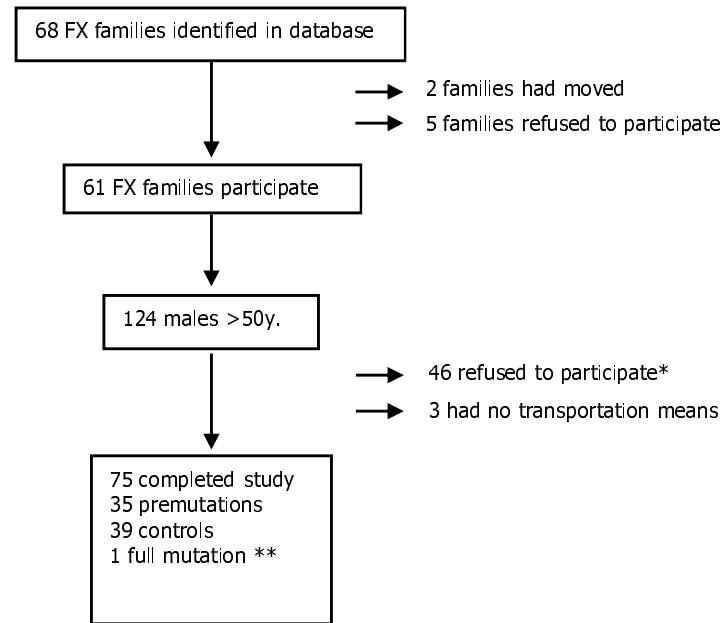 68 FX families identified in database
2 families had moved
5 families refused to participate
61 FX families participate
124 males >50y.
46 refused to participate*
3 had no transportation means
75 completed study
35 premutations
39 controls
1 full mutation **